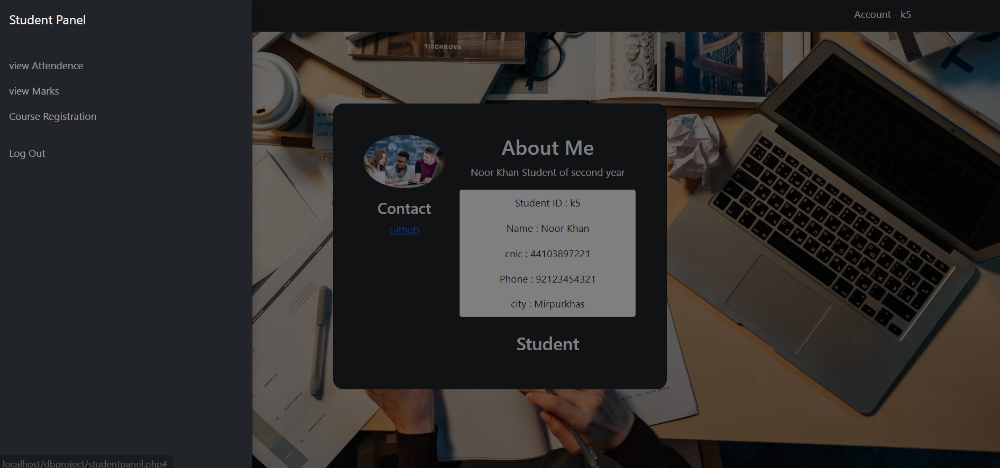 Student Panel
Account - k5
view Attendence
view Marks
Course Registration
Log Out
TISCHKOVA
About Me
Noor Khan Student of second year
Contact
Github
Student ID : k5
Name : Noor Khan
cnic : 44103897221
Phone : 92123454321
city : Mirpurkhas
Student
localhost/dbproject/studentpanel.php#